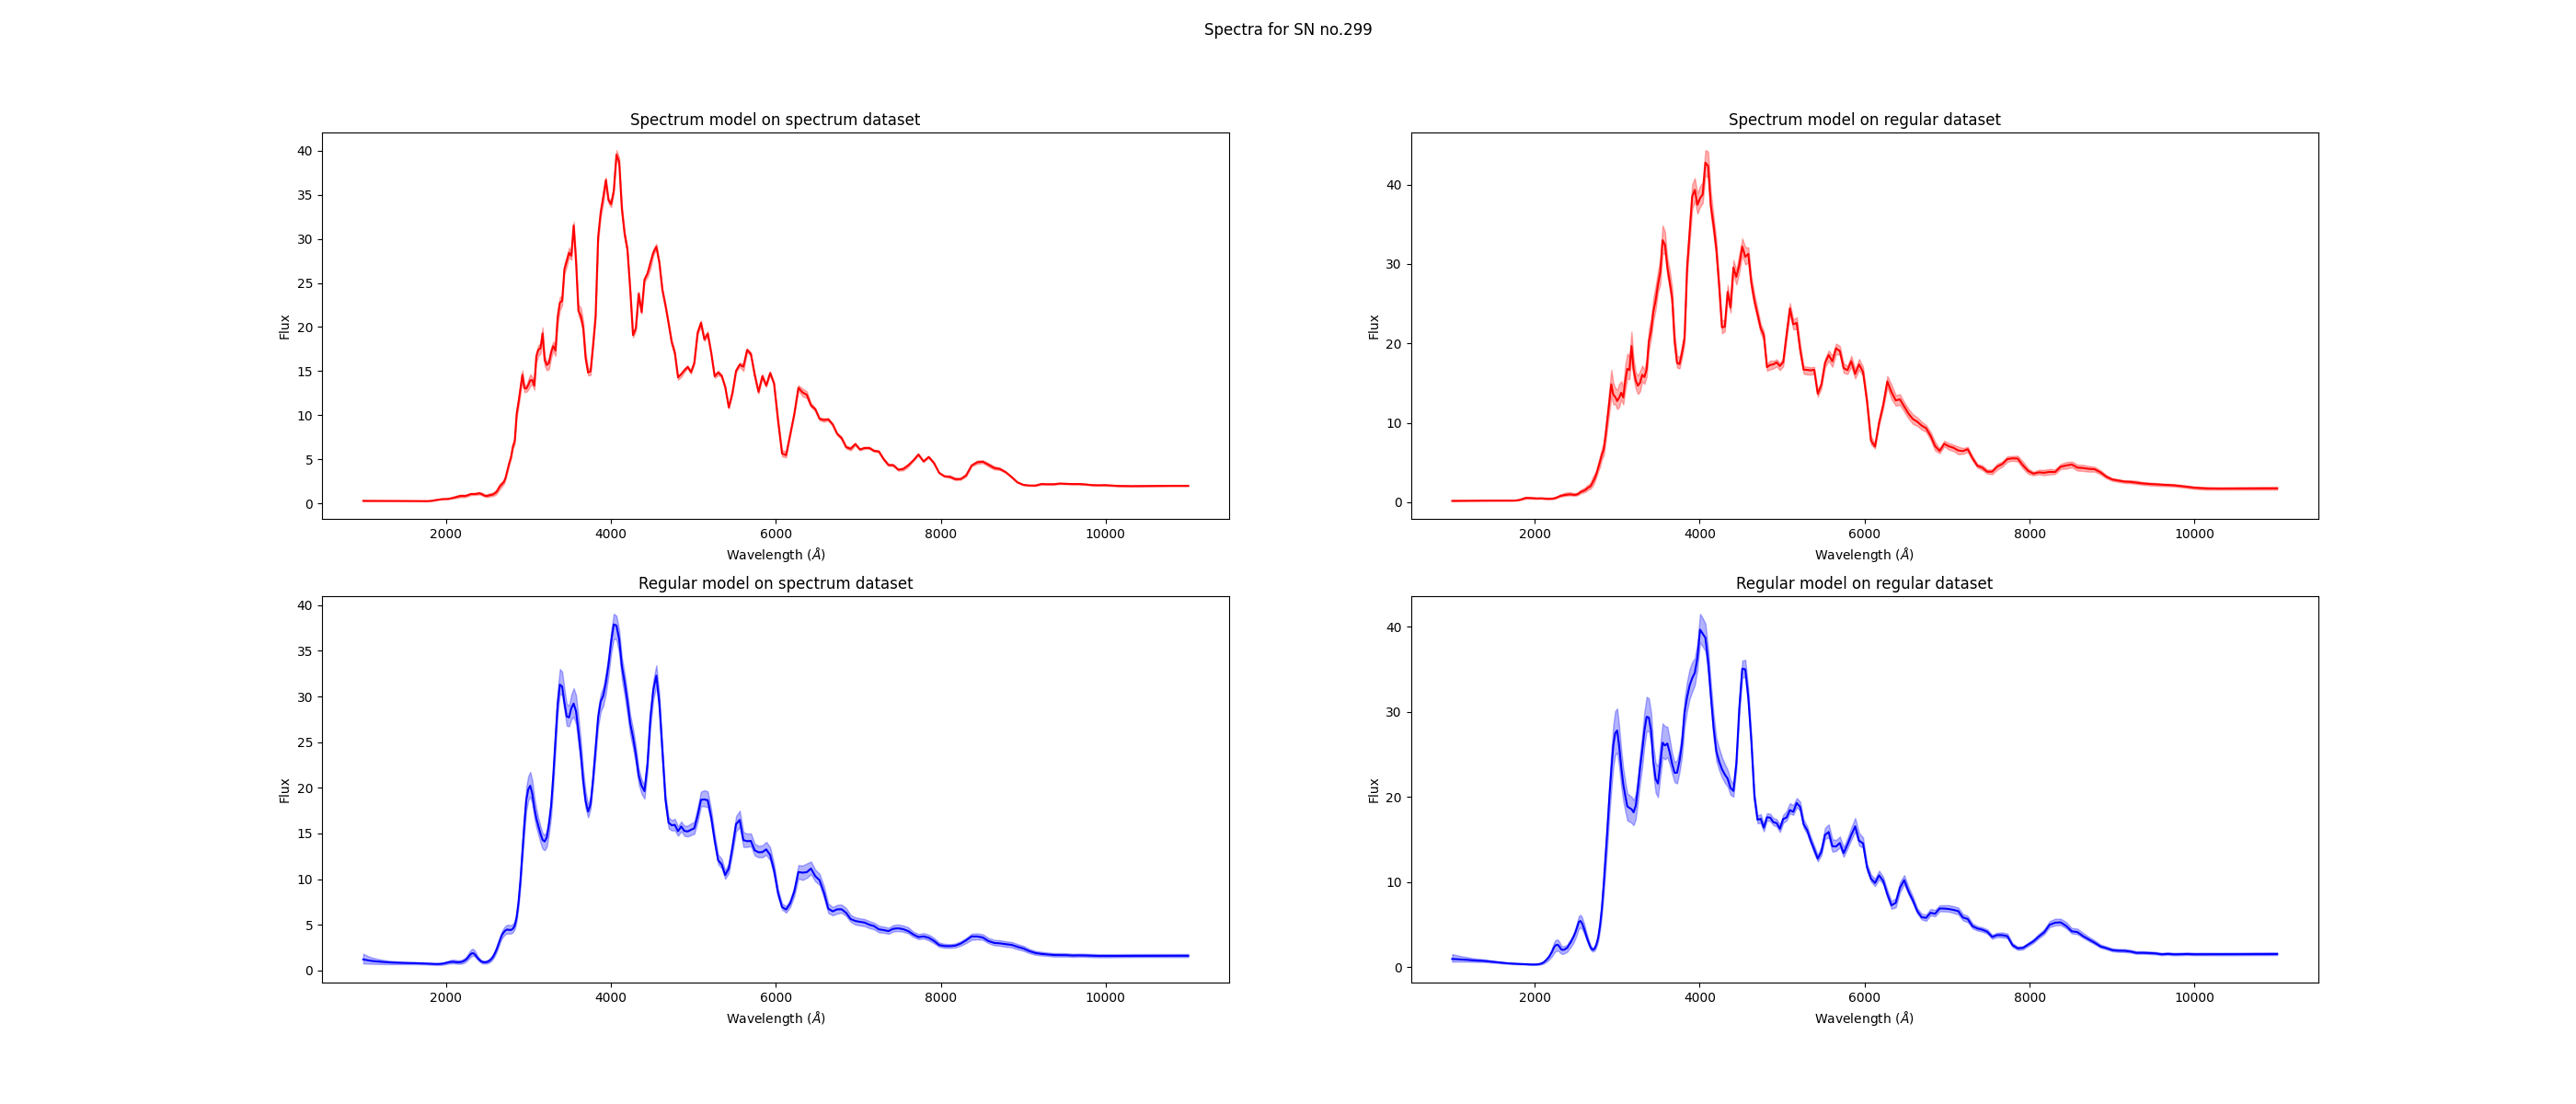 Spectra for SN no.299
Spectrum model on spectrum dataset
40
35
30
25
20
15
10
5
0
Flux
2000 4000 6000 8000 10000
Wavelength (Å)
Spectrum model on regular dataset
40
30
20
10
0
Flux
2000 4000 6000 8000 10000
Wavelength (Å)
Regular model on spectrum dataset
40
35
30
25
20
15
10
5
0
Flux
2000 4000 6000 8000 10000
Wavelength (Å)
Regular model on regular dataset
40
30
20
10
0
Flux
2000 4000 6000 8000 10000
Wavelength (Å)